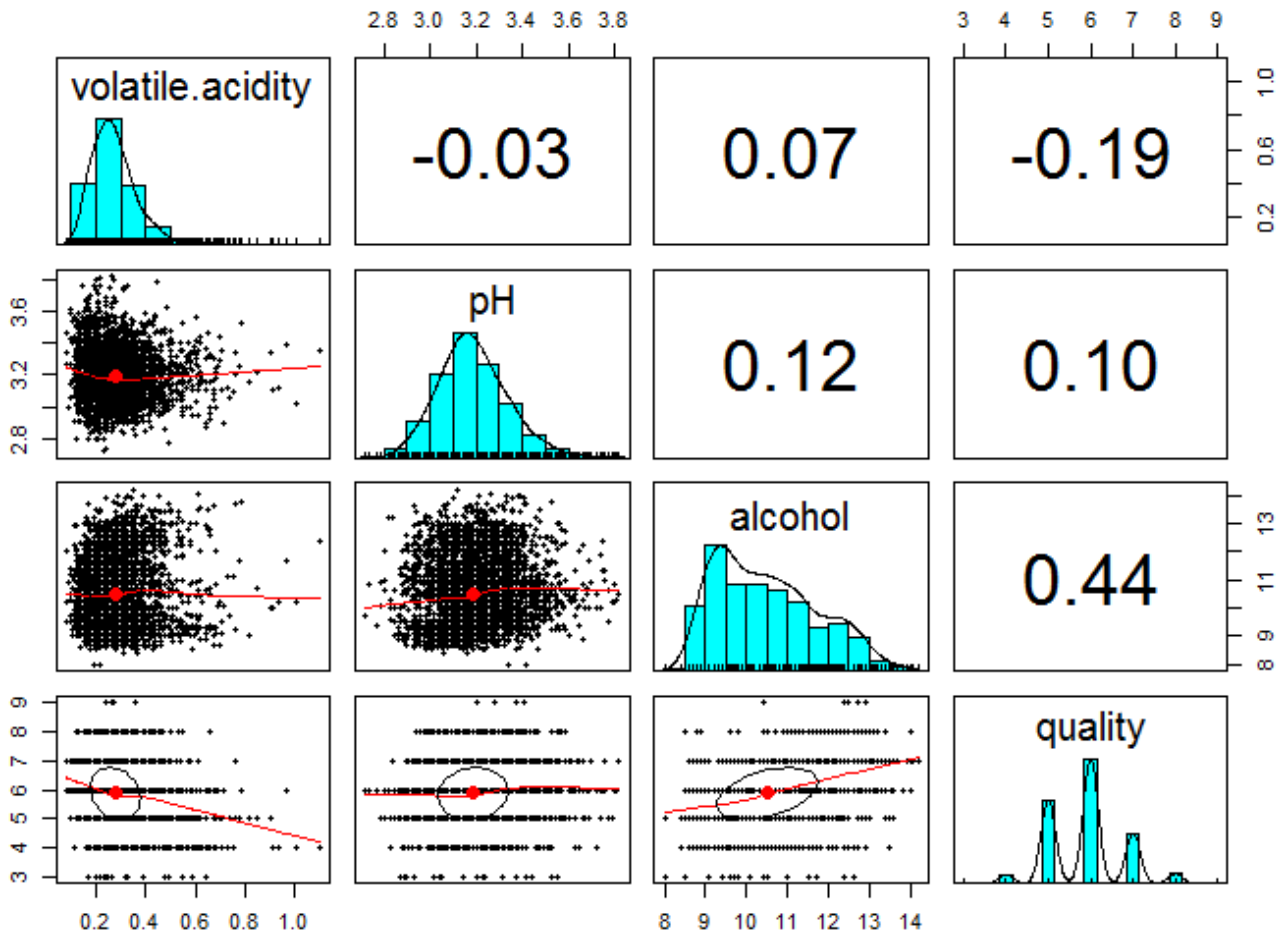 2.8 3.0 3.2 3.4 3.6 3.8
3 4 5 6 7 8 9
volatile.acidity
-0.03
0.07
-0.19
0.2 0.6 1.0
2.8 3.2 3.6
pH
0.12
0.10
alcohol
0.44
8 9 11 13
3 4 5 6 7 8 9
quality
0.2 0.4 0.6 0.8 1.0
8 9 10 11 12 13 14